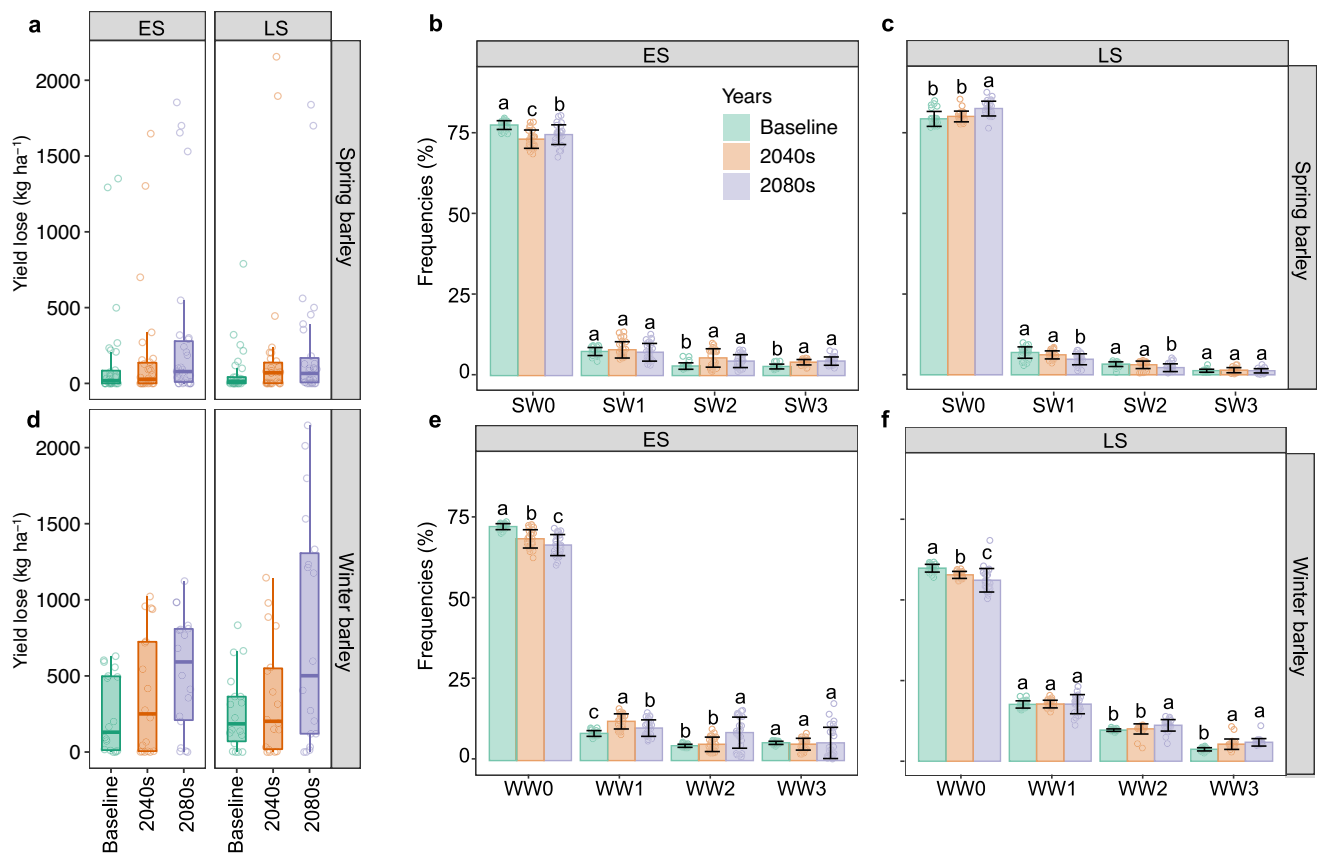 a
ES
LS
Yield lose (kg ha⁻¹)
2000
1500
1000
500
0
Spring barley
b
ES
Frequencies (%)
75
50
25
0
a c b
Years
Baseline
2040s
2080s
a a a
b a a
b a a
SW0 SW1 SW2 SW3
c
LS
b b a
a a b
a a b
a a a
SW0 SW1 SW2 SW3
Spring barley
d
Yield lose (kg ha⁻¹)
2000
1500
1000
500
0
Baseline
2040s
2080s
Baseline
2040s
2080s
Winter barley
e
ES
Frequencies (%)
75
50
25
0
a b c
c a b
b b a
a a a
WW0 WW1 WW2 WW3
f
LS
a b c
a a a
b b a
b a a
WW0 WW1 WW2 WW3
Winter barley